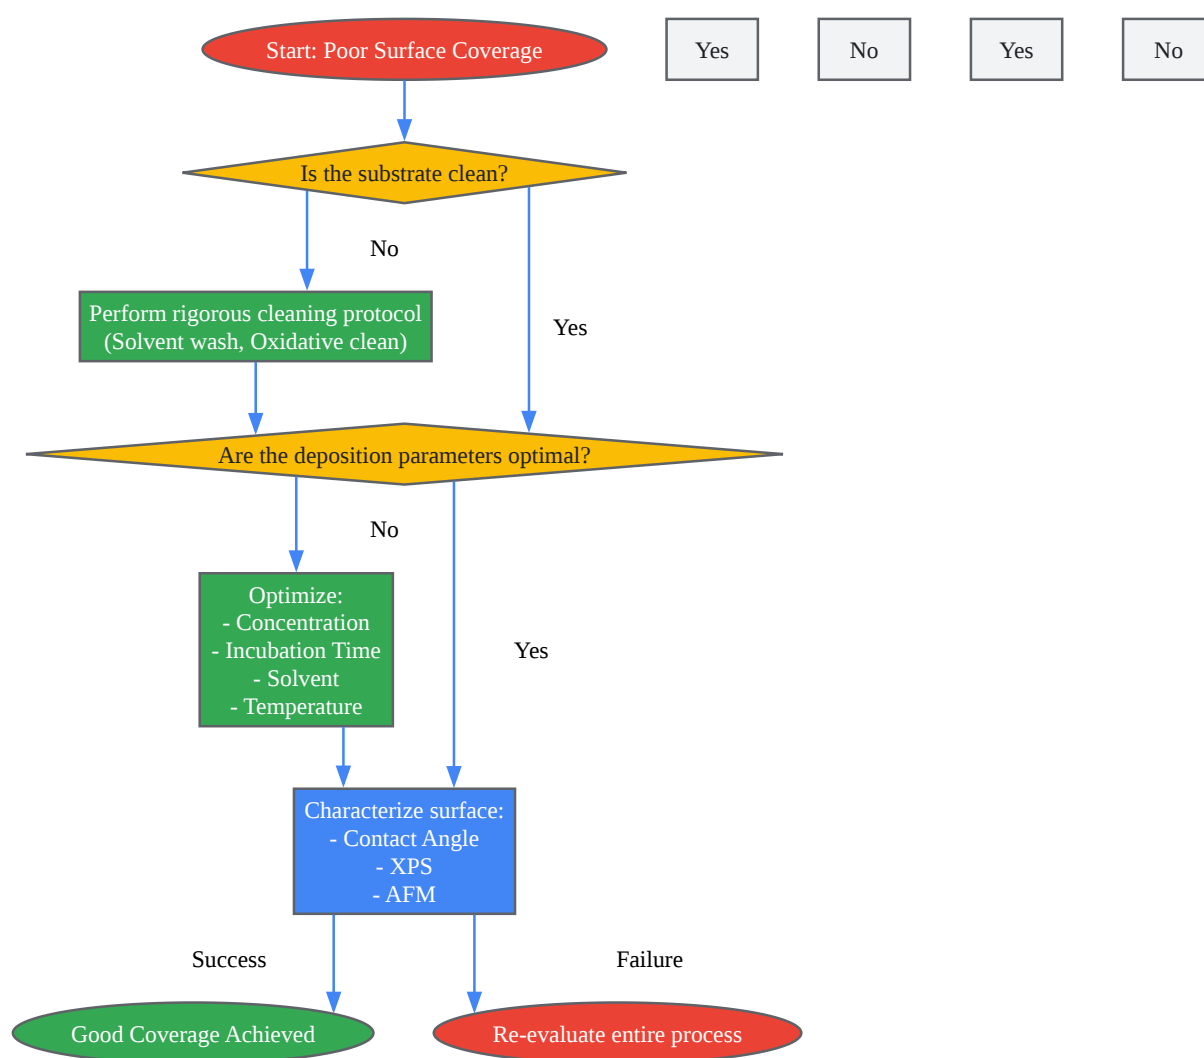 Start: Poor Surface Coverage
Yes
No
Yes
No
Is the substrate clean?
No
Perform rigorous cleaning protocol
(Solvent wash, Oxidative clean)
Yes
Are the deposition parameters optimal?
No
Optimize:
- Concentration
- Incubation Time
- Solvent
- Temperature
Yes
Characterize surface:
- Contact Angle
- XPS
- AFM
Success
Failure
Good Coverage Achieved
Re-evaluate entire process